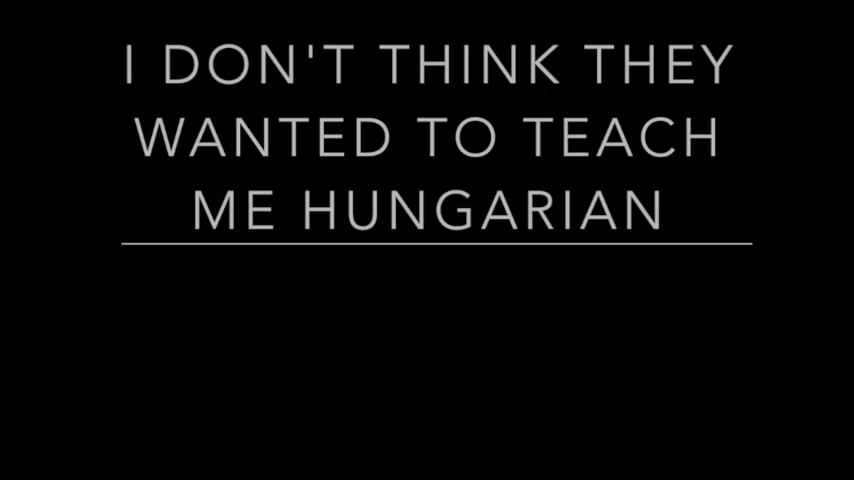 I DON'T THINK THEY
WANTED TO TEACH
ME HUNGARIAN